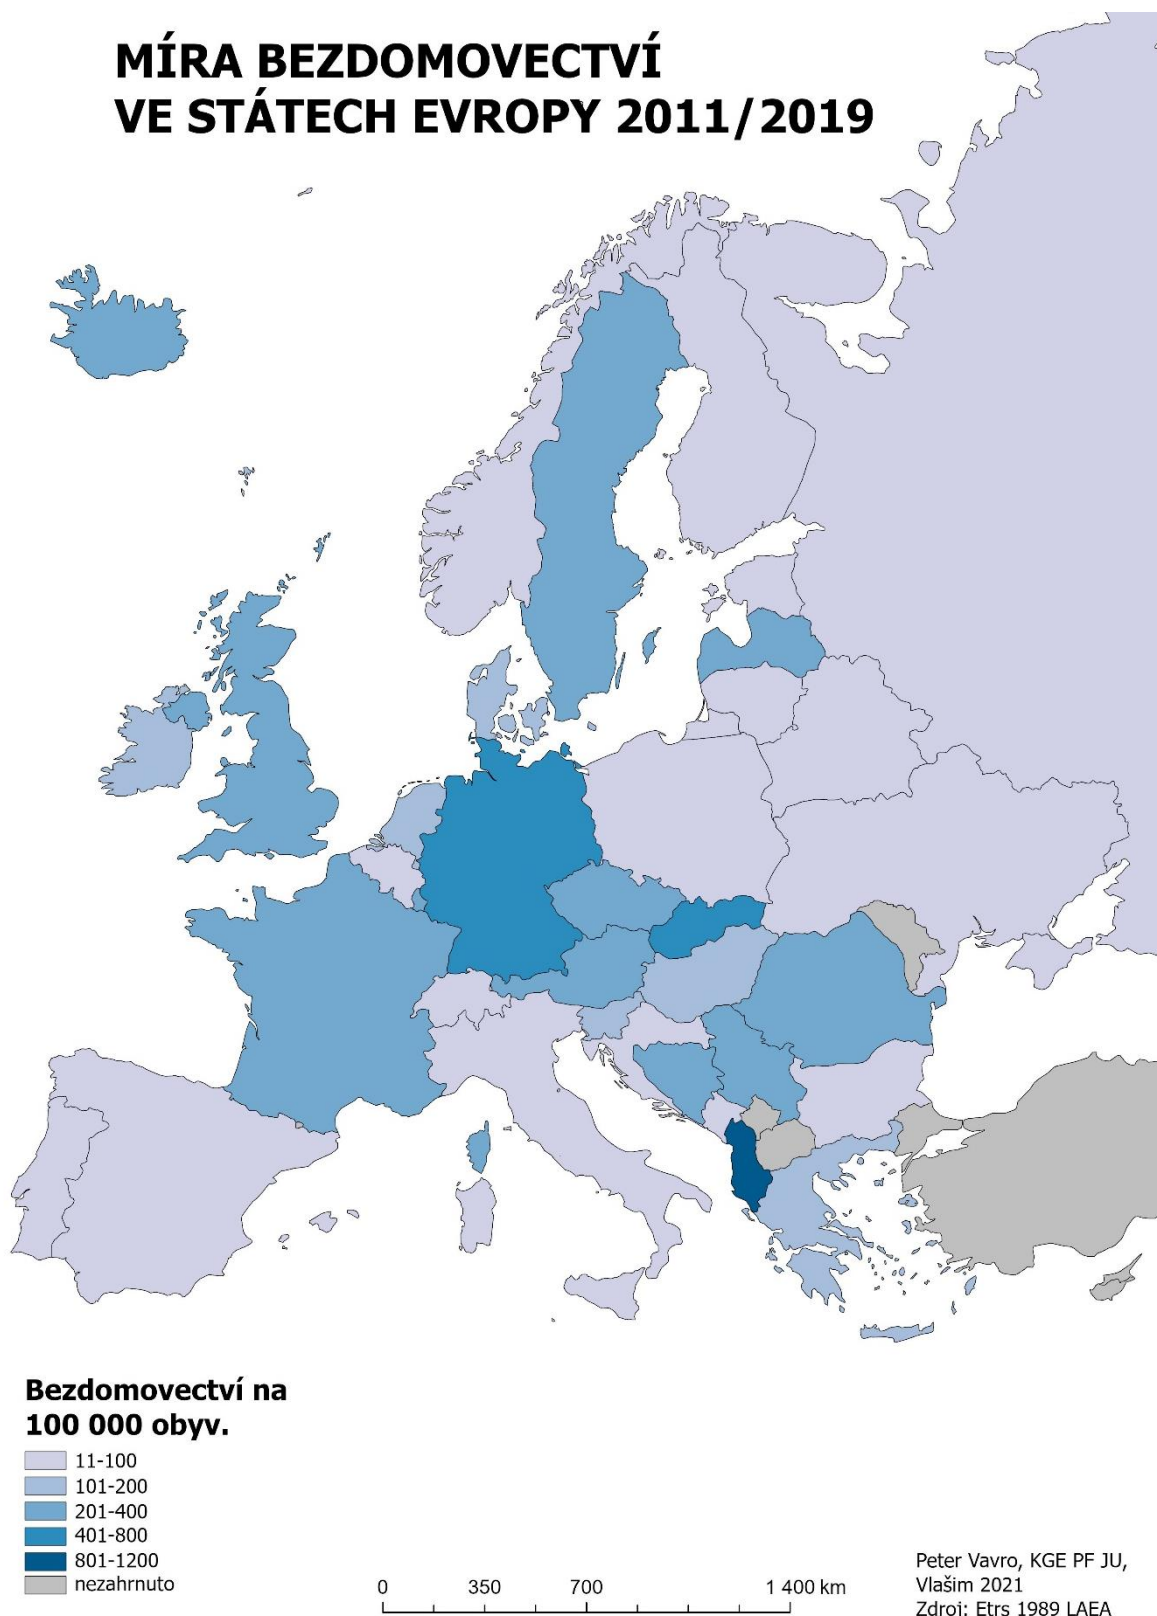 MÍRA BEZDOMOVECTVÍ
VE STÁTECH EVROPY 2011/2019
Bezdomovectví na
100 000 obyv.
11-100
101-200
201-400
401-800
801-1200
nezahrnuto
0 350 700 1 400 km
Peter Vavro, KGE PF JU,
Vlašim 2021
Zdroj: Etrs 1989 LAEA